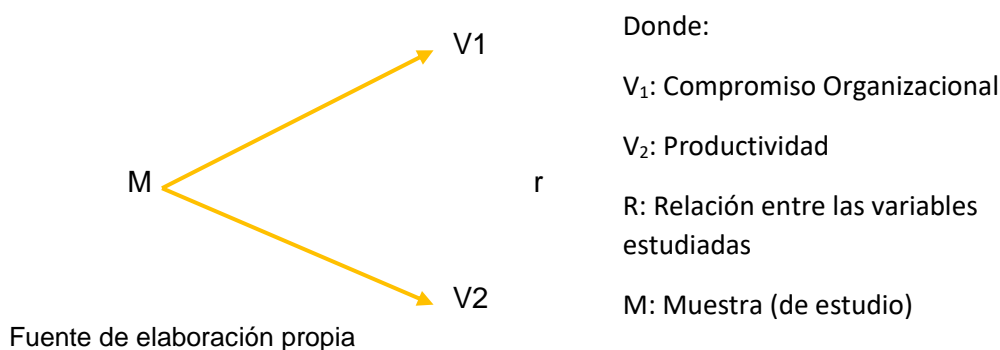 V1
M
r
V2
Fuente de elaboración propia
Donde:
V₁: Compromiso Organizacional
V₂: Productividad
R: Relación entre las variables
estudiadas
M: Muestra (de estudio)